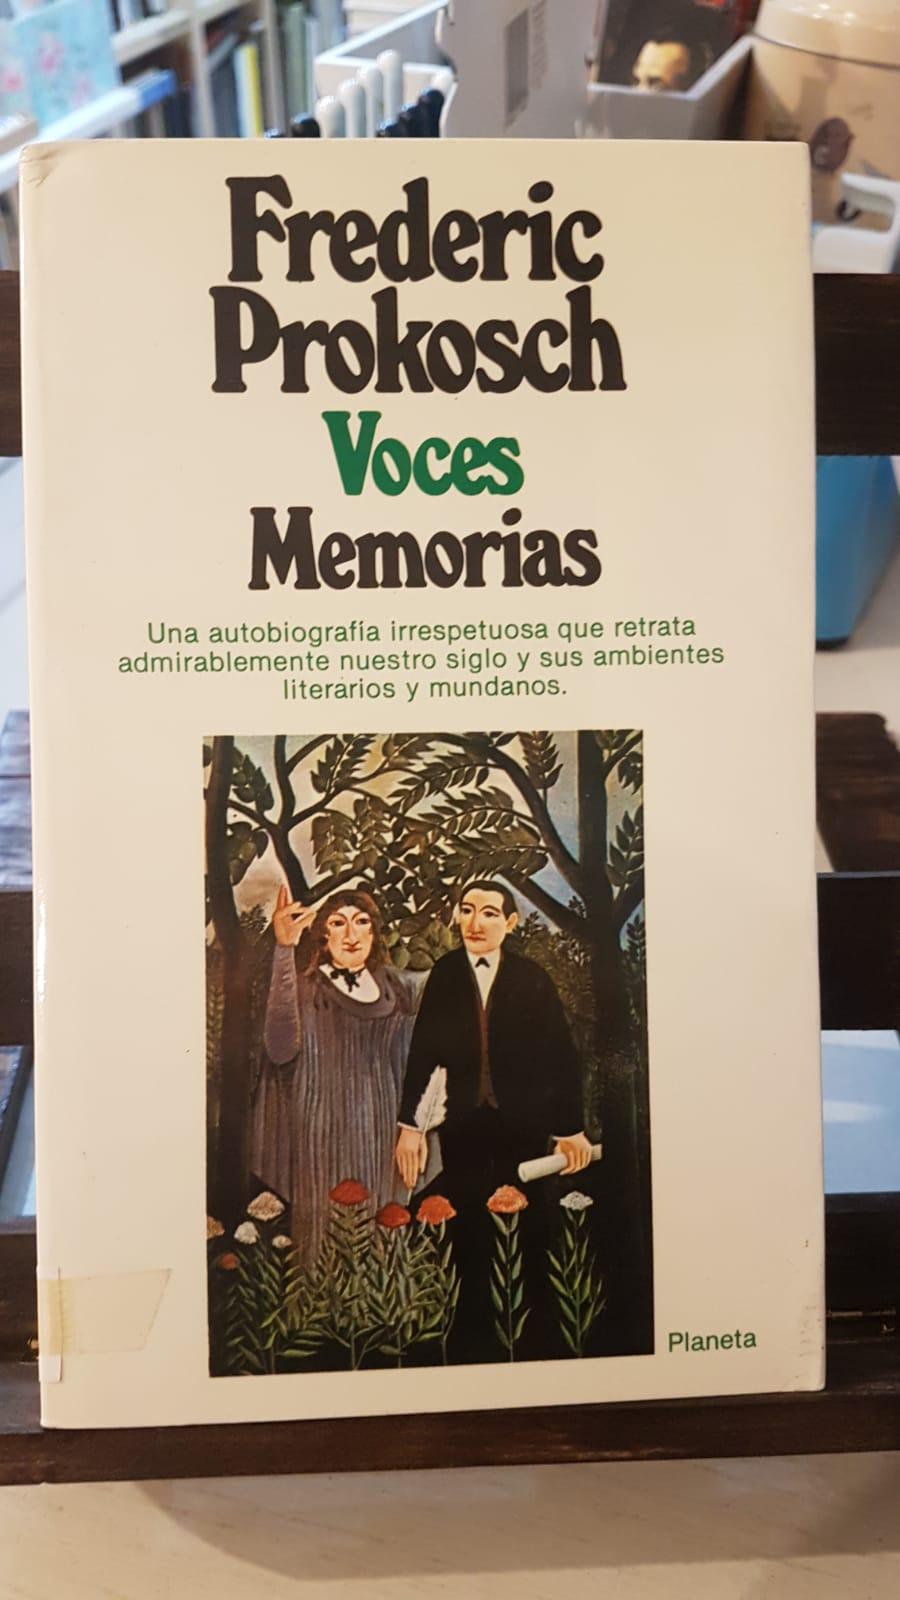 Frederic
Prokosch
Voces
Memorias
Una autobiografía irrespetuosa que retrata
admirablemente nuestro siglo y sus ambientes
literarios y mundanos.
Planeta